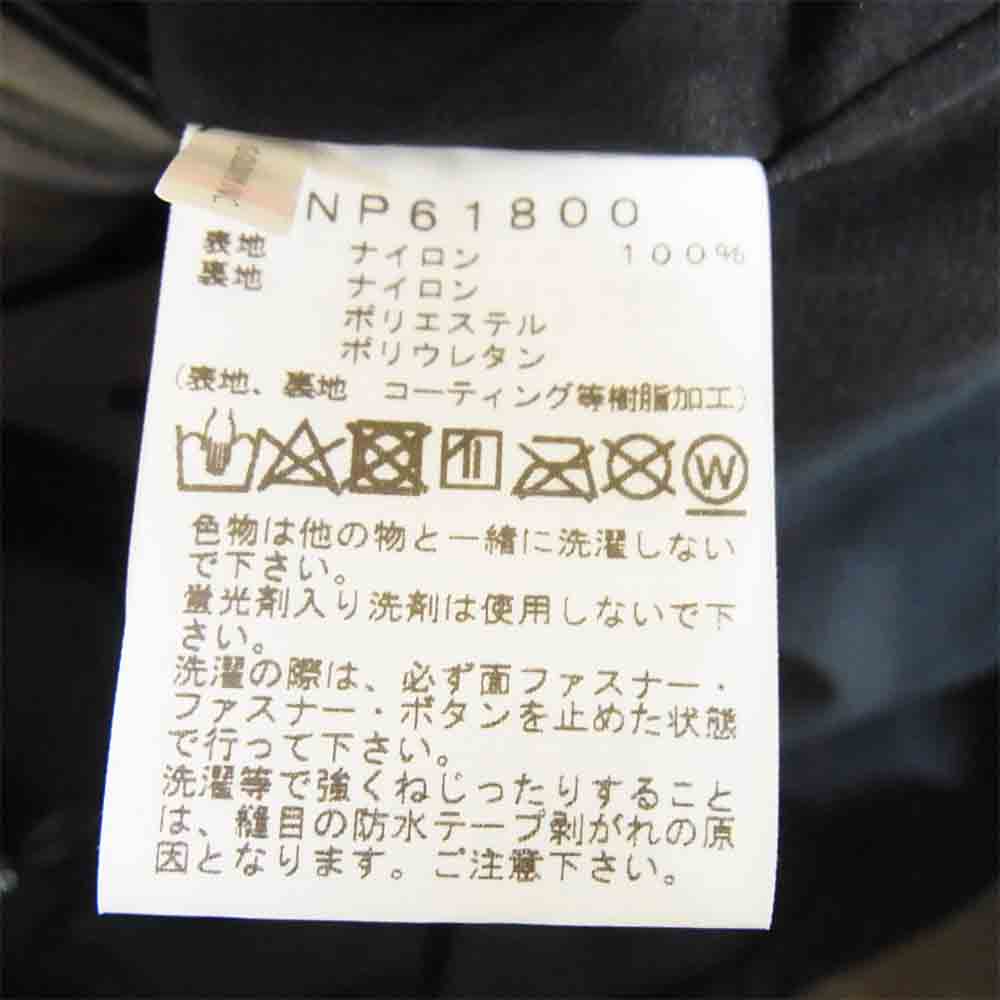 NP61800
表地 ナイロン 100%
裏地 ナイロン
ポリエステル
ポリウレタン
(表地、裏地 コーティング等樹脂加工)
W
色物は他の物と一緒に洗濯しない
で下さい。
蛍光剤入り洗剤は使用しないで下
さい。
洗濯の際は、必ず面ファスナー・
ファスナー・ボタンを止めた状態
で行って下さい。
洗濯等で強くねじったりすること
は、縫目の防水テープ剥がれの原
因となります。ご注意下さい。